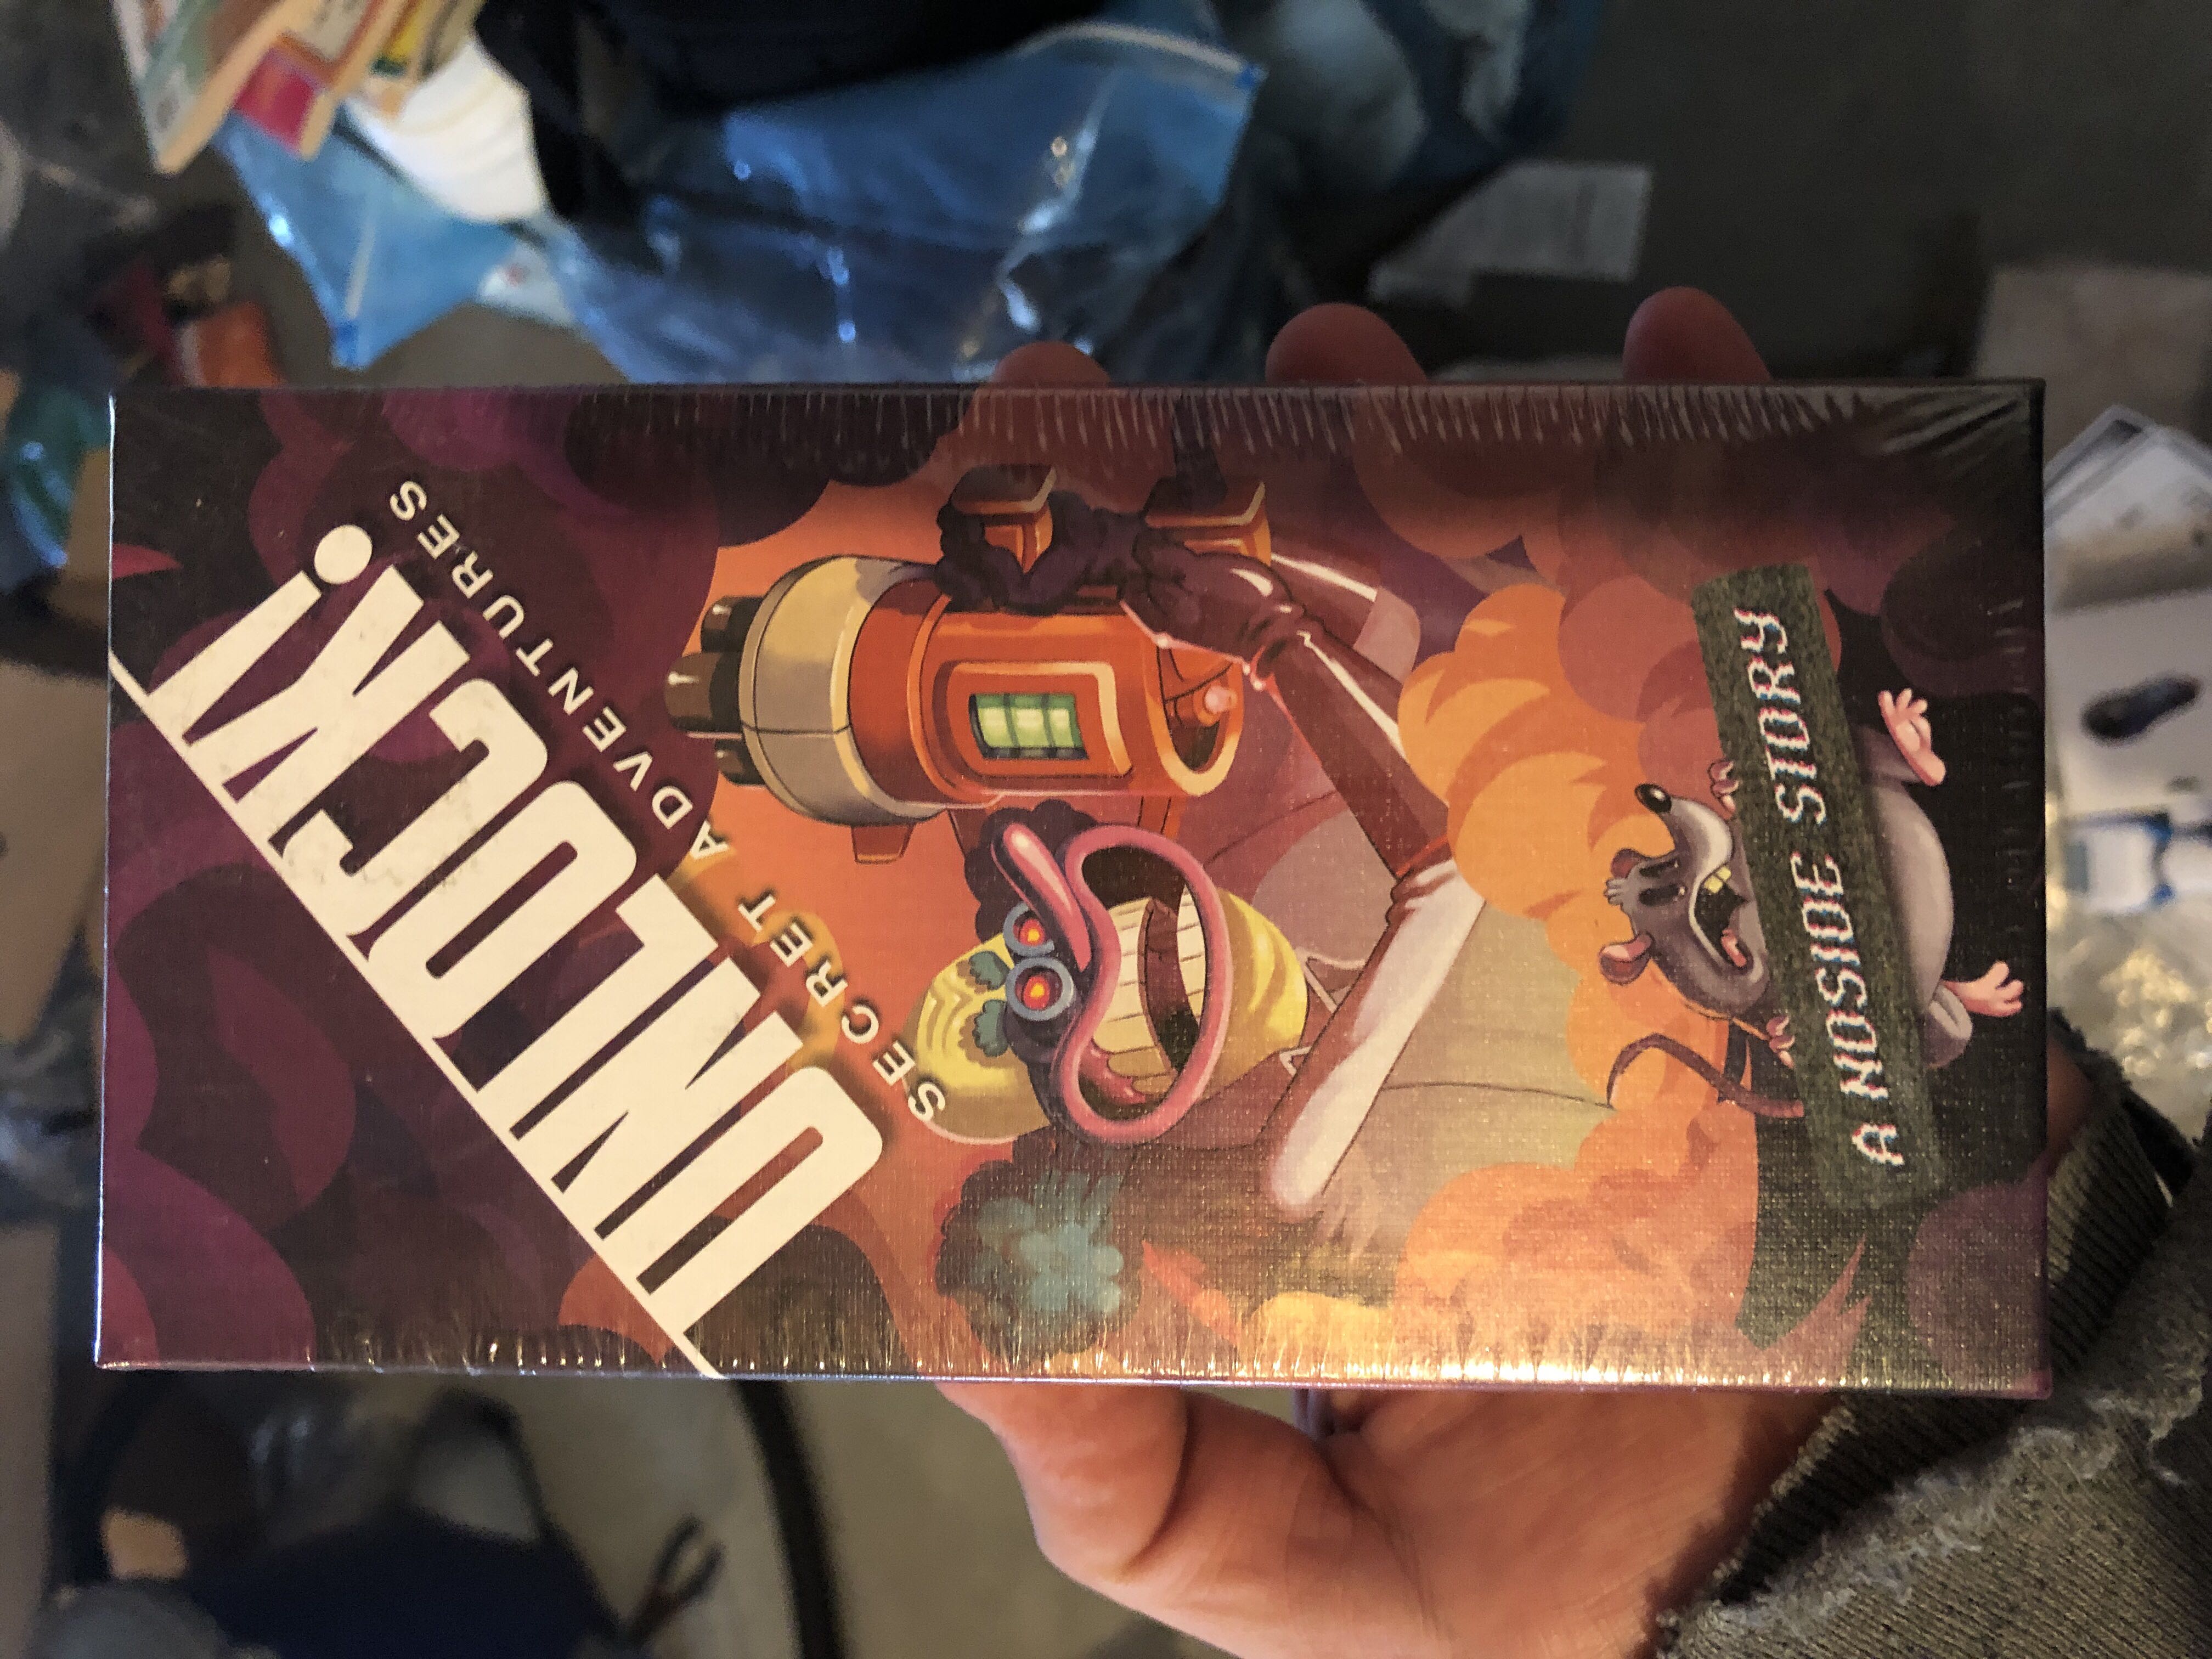 UNLOCK!
SECRET ADVENTURES
A NOSIDE STORY